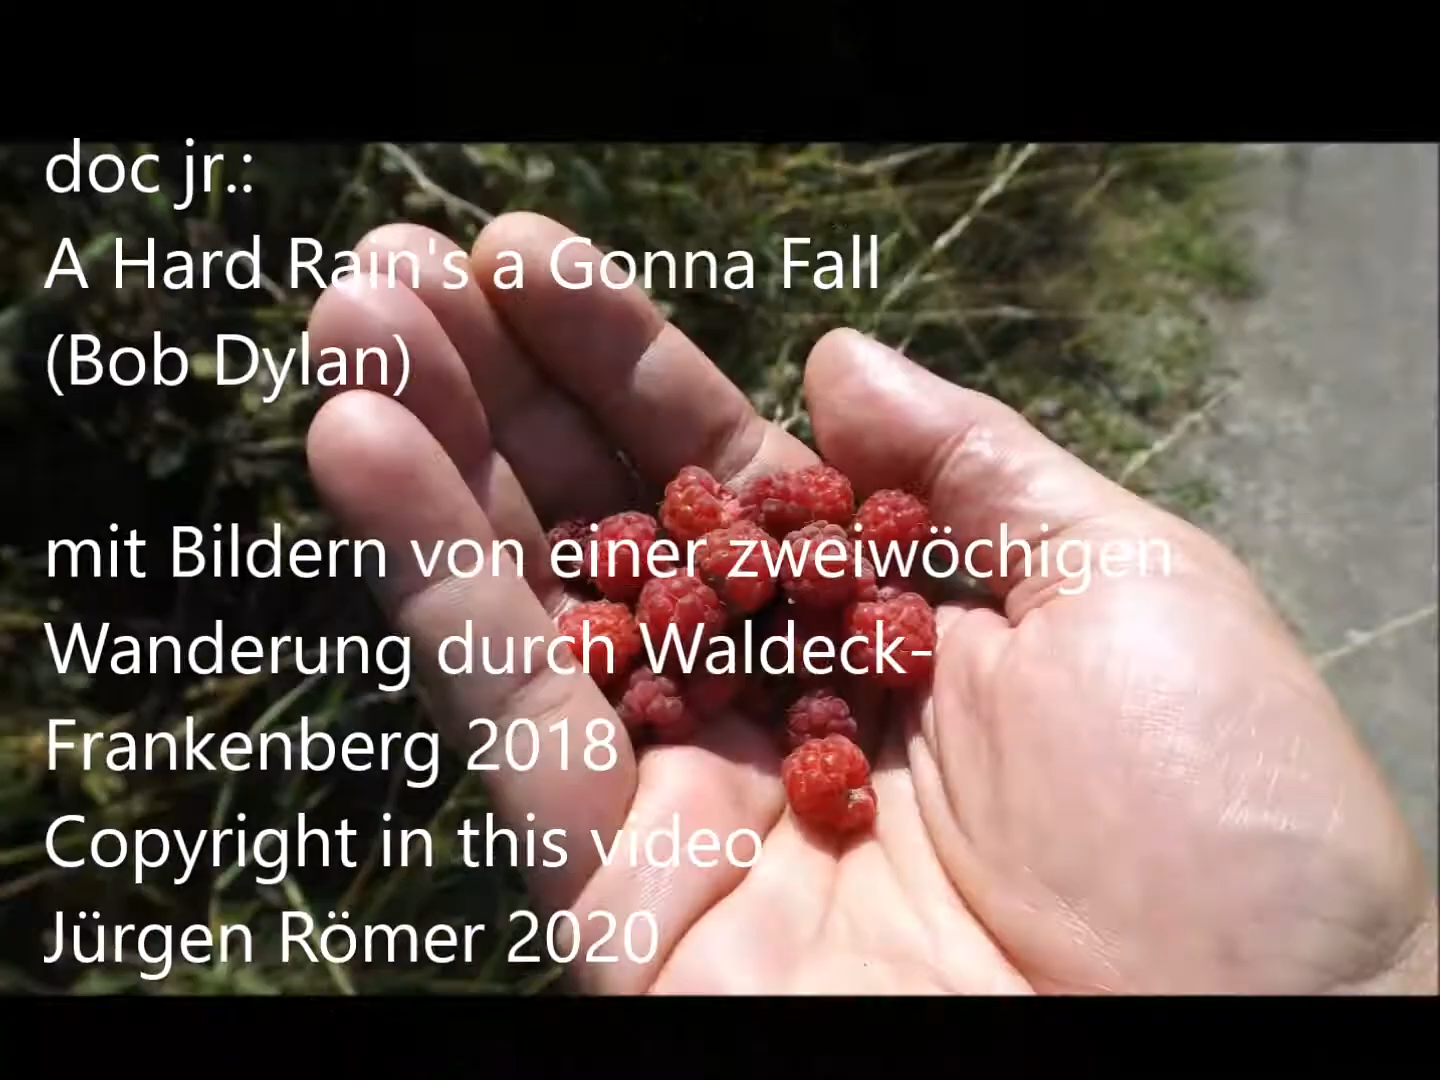 doc jr.:
A Hard Rain's a Gonna Fall
(Bob Dylan)
mit Bildern von einer zweiwöchigen
Wanderung durch Waldeck-
Frankenberg 2018
Copyright in this video
Jürgen Römer 2020